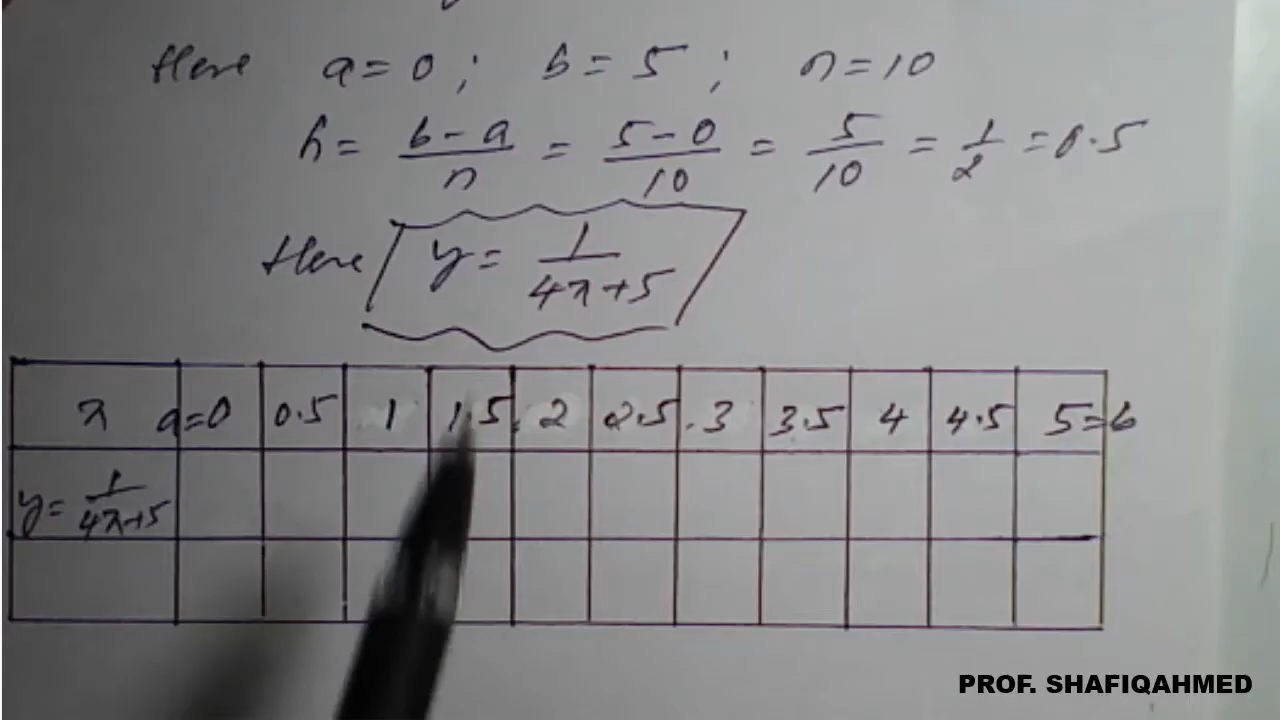 Here a = 0 ; b = 5 ; n = 10
h = b - a / n = 5 - 0 / 10 = 5 / 10 = 1 / 2 = 0.5
Here y = 1 / 4x+5
x a=0 0.5 1 1.5 2 2.5 3 3.5 4 4.5 5=b
y = 1 / 4x+5
PROF. SHAFIQAHMED